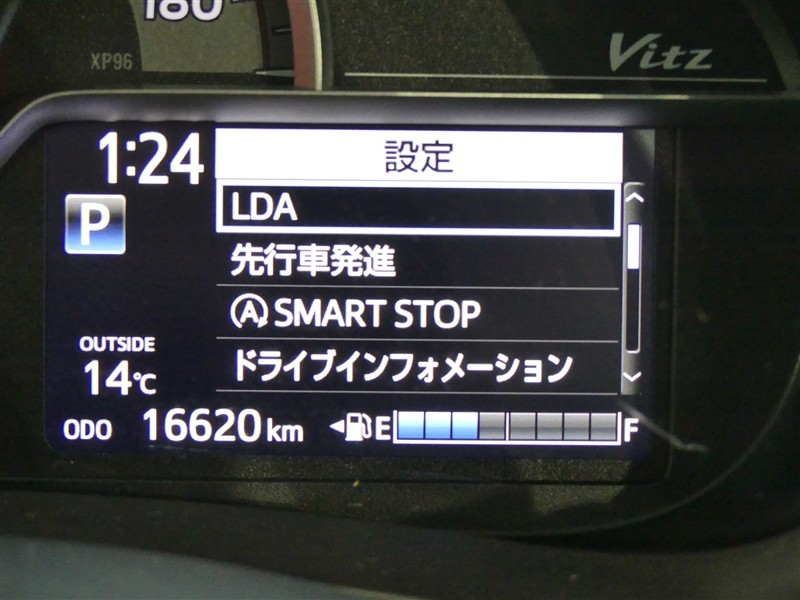 180
XP96
Vitz
1:24
設定
P
LDA
先行車発進
A SMART STOP
ドライブインフォメーション
OUTSIDE
14℃
ODO 16620 km
E F